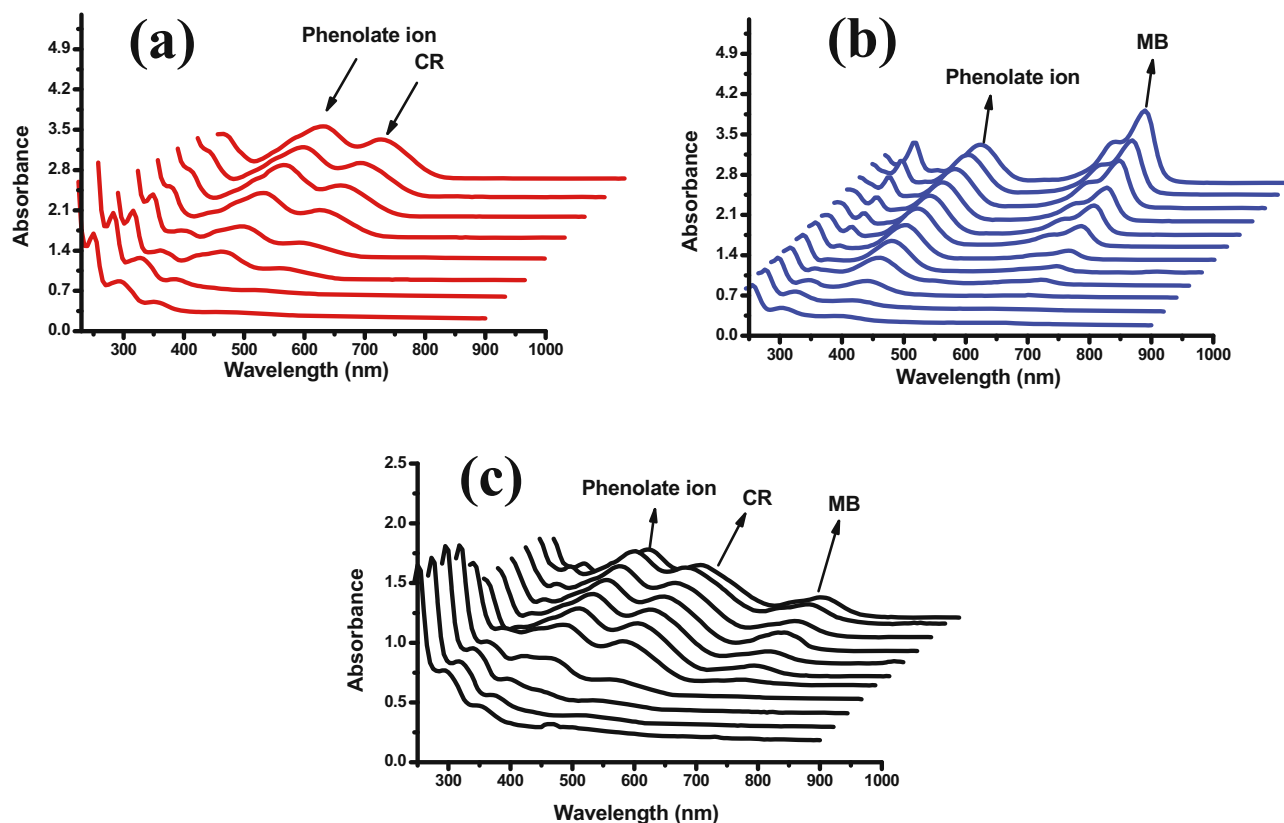 (a)
Phenolate ion
CR
Absorbance
4.9
4.2
3.5
2.8
2.1
1.4
0.7
0.0
300 400 500 600 700 800 900 1000
Wavelength (nm)
(b)
MB
Phenolate ion
Absorbance
4.9
4.2
3.5
2.8
2.1
1.4
0.7
0.0
300 400 500 600 700 800 900 1000
Wavelength (nm)
(c)
Phenolate ion
CR
MB
Absorbance
2.5
2.0
1.5
1.0
0.5
0.0
300 400 500 600 700 800 900 1000
Wavelength (nm)